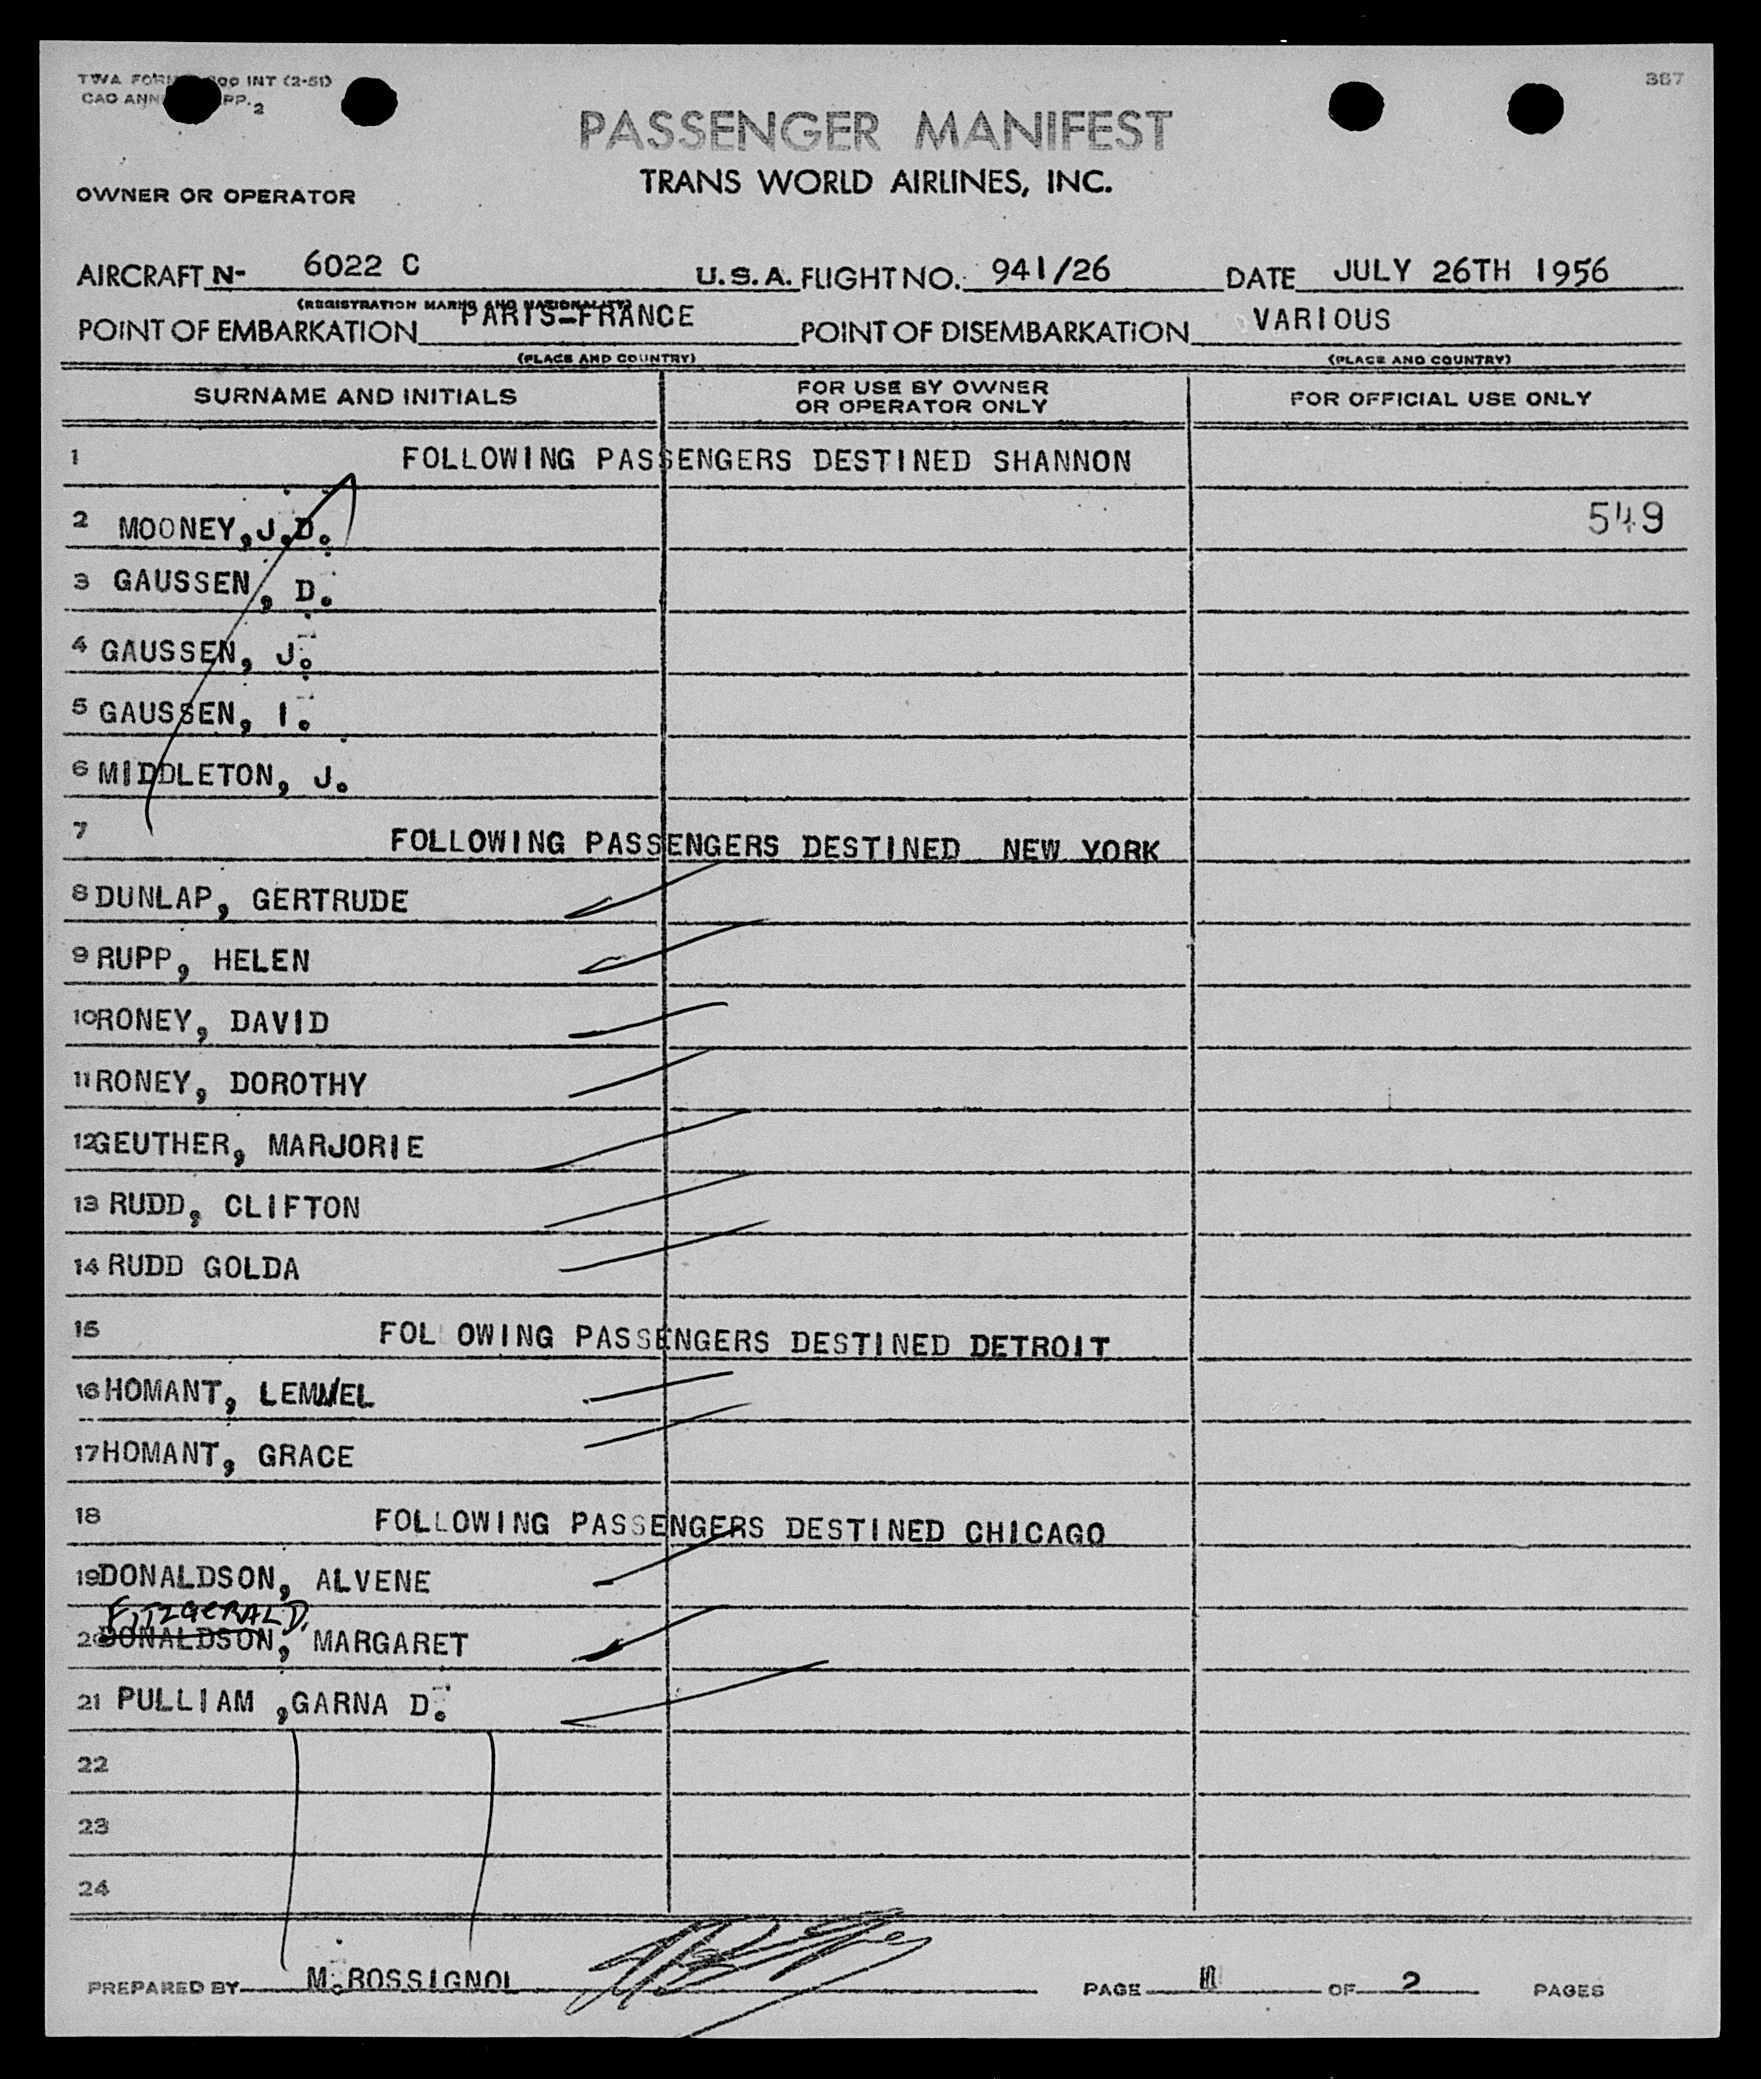 TWA FORM 00 INT (2-51) 367
CAO ANN PP. 2
PASSENGER MANIFEST
TRANS WORLD AIRLINES, INC.
OWNER OR OPERATOR
AIRCRAFT N- 6022 C U.S.A. FLIGHT NO. 941/26 DATE JULY 26TH 1956
(REGISTRATION MARKS AND NATIONALITY)
POINT OF EMBARKATION PARIS-FRANCE POINT OF DISEMBARKATION VARIOUS
(PLACE AND COUNTRY) (PLACE AND COUNTRY)
SURNAME AND INITIALS FOR USE BY OWNER OR OPERATOR ONLY FOR OFFICIAL USE ONLY
1 FOLLOWING PASSENGERS DESTINED SHANNON
2 MOONEY,J.D. 549
3 GAUSSEN, D.
4 GAUSSEN, J.
5 GAUSSEN, I.
6 MIDDLETON, J.
7 FOLLOWING PASSENGERS DESTINED NEW YORK
8 DUNLAP, GERTRUDE
9 RUPP, HELEN
10 RONEY, DAVID
11 RONEY, DOROTHY
12 GEUTHER, MARJORIE
13 RUDD, CLIFTON
14 RUDD GOLDA
15 FOL OWING PASSENGERS DESTINED DETROIT
16 HOMANT, LEMUEL
17 HOMANT, GRACE
18 FOLLOWING PASSENGERS DESTINED CHICAGO
19 DONALDSON, ALVENE
FITZGERALD,
20 DONALDSON, MARGARET
21 PULLIAM ,GARNA D.
22
23
24
PREPARED BY M. ROSSIGNOL PAGE OF 2 PAGES